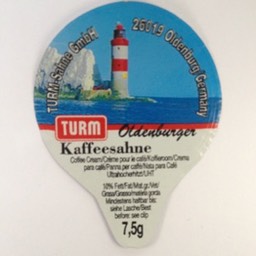 TURM-Sahne GmbH
26019 Oldenburg Germany
TURM
Oldenburger
Kaffeesahne
Coffee Cream/Crème pour le café/Koffieroom/Crema
para café/Panna per caffè/Nata para Café
Ultrahocherhitzt/UHT
10% Fett/Fat/Mat.gr./Vet/
Grasa/Grasso/matéria gorda
Mindestens haltbar bis:
siehe Lasche/Best
before: see clip
7,5g